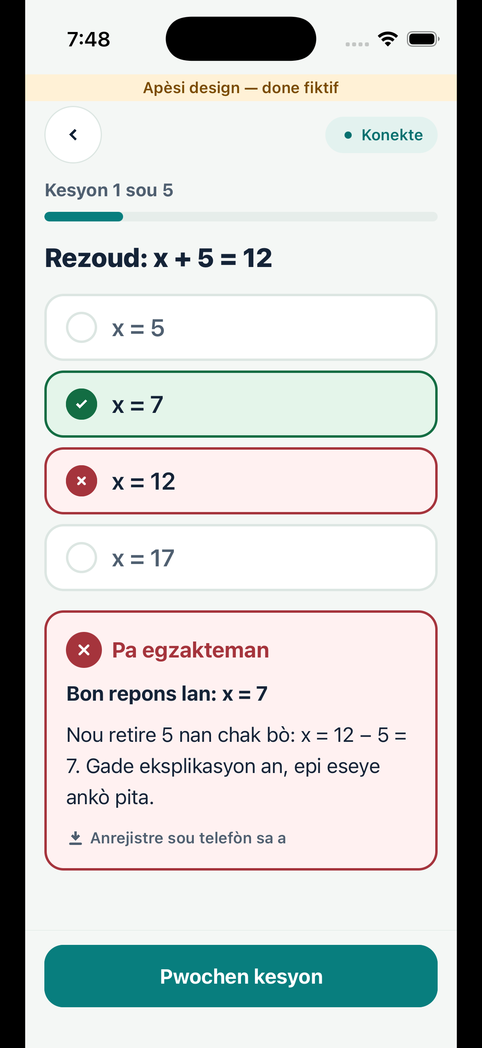 7:48
Apèsi design — done fiktif
Konekte
Kesyon 1 sou 5
Rezoud: x + 5 = 12
x = 5
x = 7
x = 12
x = 17
Pa egzakteman
Bon repons lan: x = 7
Nou retire 5 nan chak bò: x = 12 − 5 =
7. Gade eksplikasyon an, epi eseye
ankò pita.
Anrejistre sou telefòn sa a
Pwochen kesyon